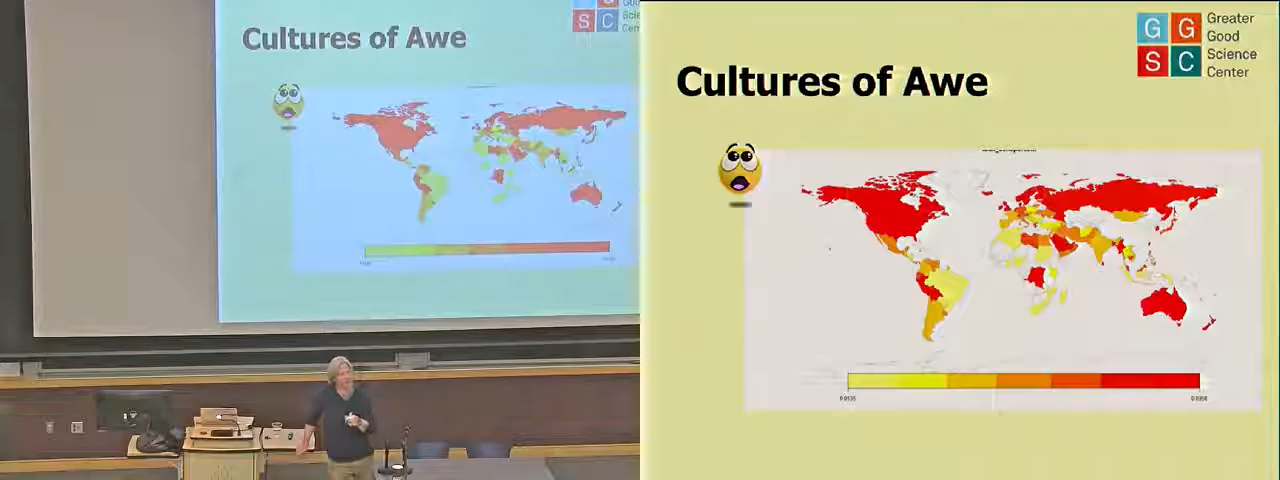 Cultures of Awe
S C
G G
S C
Greater
Good
Science
Center
Cultures of Awe